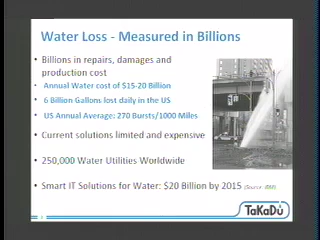 Water Loss - Measured in Billions
• Billions in repairs, damages and
production cost
• Annual Water cost of $15-20 Billion
• 6 Billion Gallons lost daily in the US
• US Annual Average: 270 Bursts/1000 Miles
• Current solutions limited and expensive
• 250,000 Water Utilities Worldwide
• Smart IT Solutions for Water: $20 Billion by 2015 (Source: IBM)
TaKaDu